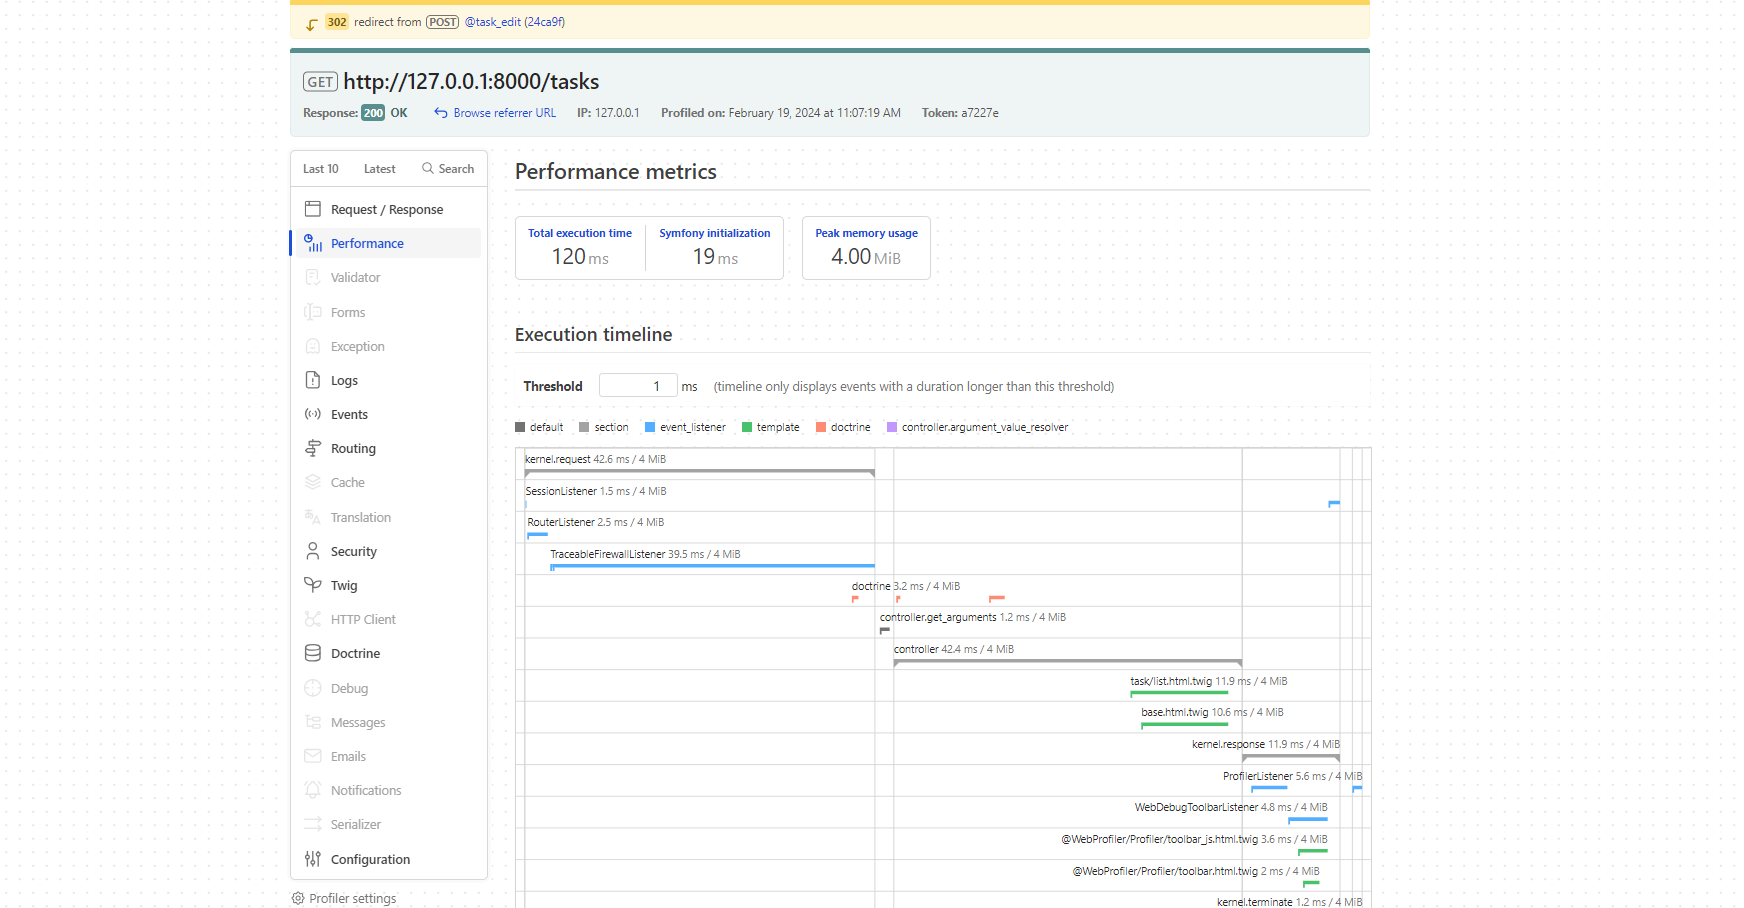 302 redirect from POST @task_edit (24ca9f)
GET http://127.0.0.1:8000/tasks
Response: 200 OK Browse referrer URL IP: 127.0.0.1 Profiled on: February 19, 2024 at 11:07:19 AM Token: a7227e
Last 10 Latest Search
Request / Response
Performance
Validator
Forms
Exception
Logs
Events
Routing
Cache
Translation
Security
Twig
HTTP Client
Doctrine
Debug
Messages
Emails
Notifications
Serializer
Configuration
Profiler settings
Performance metrics
Total execution time Symfony initialization Peak memory usage
120 ms 19 ms 4.00 MiB
Execution timeline
Threshold 1 ms (timeline only displays events with a duration longer than this threshold)
default section event_listener template doctrine controller.argument_value_resolver
kernel.request 42.6 ms / 4 MiB
SessionListener 1.5 ms / 4 MiB
RouterListener 2.5 ms / 4 MiB
TraceableFirewallListener 39.5 ms / 4 MiB
doctrine 3.2 ms / 4 MiB
controller.get_arguments 1.2 ms / 4 MiB
controller 42.4 ms / 4 MiB
task/list.html.twig 11.9 ms / 4 MiB
base.html.twig 10.6 ms / 4 MiB
kernel.response 11.9 ms / 4 MiB
ProfilerListener 5.6 ms / 4 MiB
WebDebugToolbarListener 4.8 ms / 4 MiB
@WebProfiler/Profiler/toolbar_js.html.twig 3.6 ms / 4 MiB
@WebProfiler/Profiler/toolbar.html.twig 2 ms / 4 MiB
kernel.terminate 1.2 ms / 4 MiB